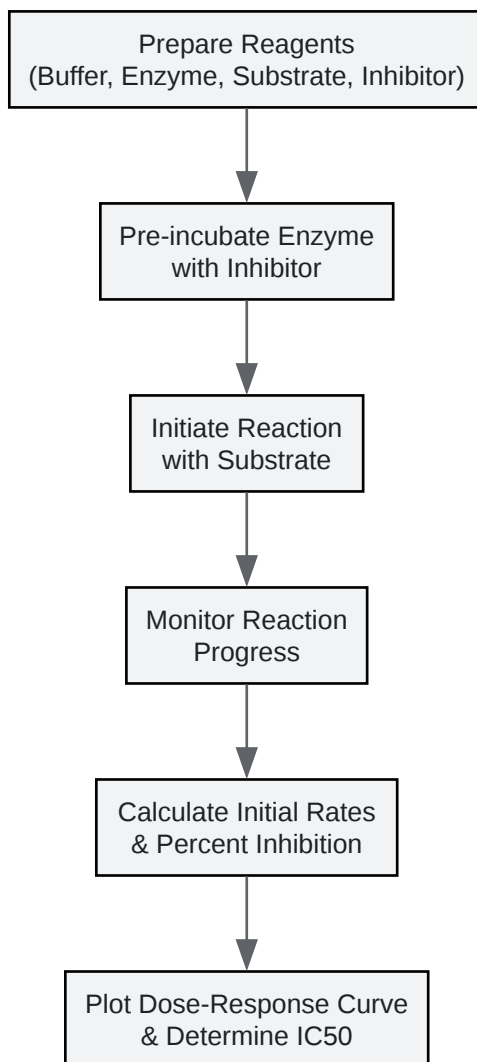 Prepare Reagents
(Buffer, Enzyme, Substrate, Inhibitor)
Pre-incubate Enzyme
with Inhibitor
Initiate Reaction
with Substrate
Monitor Reaction
Progress
Calculate Initial Rates
& Percent Inhibition
Plot Dose-Response Curve
& Determine IC50